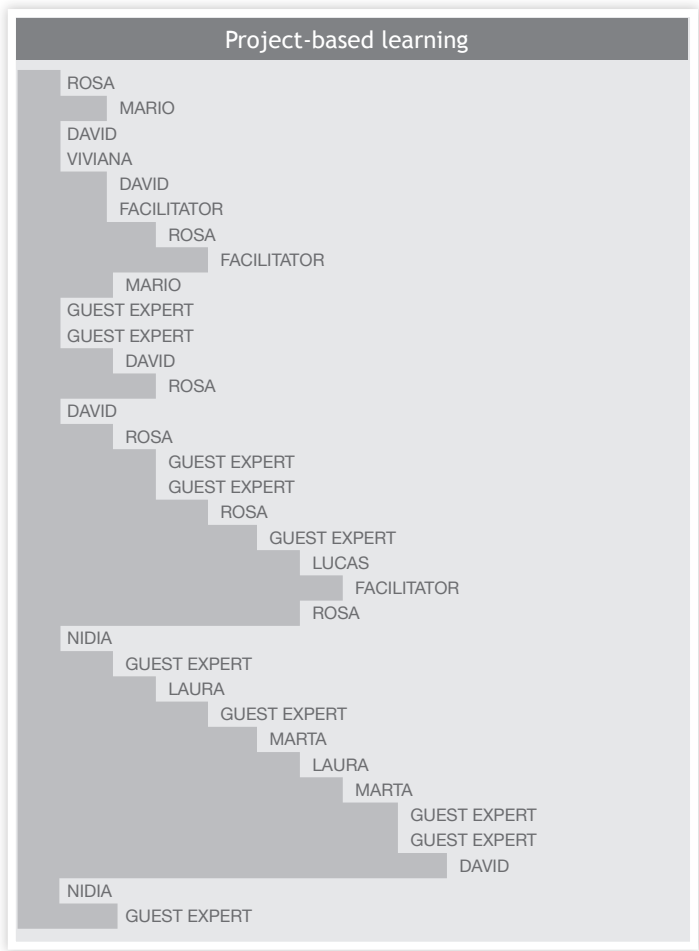 Project-based learning
ROSA
MARIO
DAVID
VIVIANA
DAVID
FACILITATOR
ROSA
FACILITATOR
MARIO
GUEST EXPERT
GUEST EXPERT
DAVID
ROSA
DAVID
ROSA
GUEST EXPERT
GUEST EXPERT
ROSA
GUEST EXPERT
LUCAS
FACILITATOR
ROSA
NIDIA
GUEST EXPERT
LAURA
GUEST EXPERT
MARTA
LAURA
MARTA
GUEST EXPERT
GUEST EXPERT
DAVID
NIDIA
GUEST EXPERT